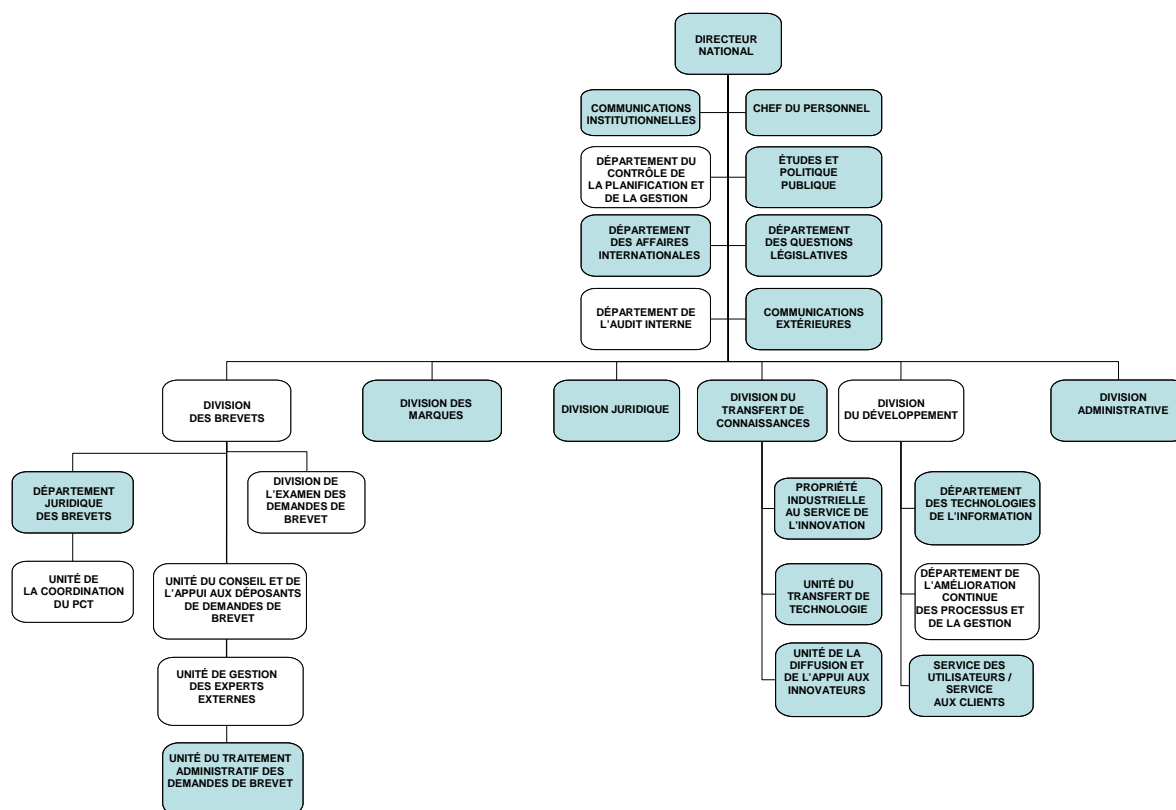 DIRECTEUR
NATIONAL
COMMUNICATIONS
INSTITUTIONNELLES
CHEF DU PERSONNEL
DÉPARTEMENT DU
CONTRÔLE DE
LA PLANIFICATION ET
DE LA GESTION
ÉTUDES ET
POLITIQUE
PUBLIQUE
DÉPARTEMENT
DES AFFAIRES
INTERNATIONALES
DÉPARTEMENT
DES QUESTIONS
LÉGISLATIVES
DÉPARTEMENT DE
L'AUDIT INTERNE
COMMUNICATIONS
EXTÉRIEURES
DIVISION
DES BREVETS
DIVISION DES
MARQUES
DIVISION JURIDIQUE
DIVISION DU
TRANSFERT DE
CONNAISSANCES
DIVISION
DU DÉVELOPPEMENT
DIVISION
ADMINISTRATIVE
DÉPARTEMENT
JURIDIQUE
DES BREVETS
DIVISION DE
L'EXAMEN DES
DEMANDES DE
BREVET
PROPRIÉTÉ
INDUSTRIELLE
AU SERVICE DE
L'INNOVATION
DÉPARTEMENT
DES TECHNOLOGIES
DE L'INFORMATION
UNITÉ DE
LA COORDINATION
DU PCT
UNITÉ DU CONSEIL ET DE
L'APPUI AUX DÉPOSANTS
DE DEMANDES DE
BREVET
UNITÉ DU
TRANSFERT DE
TECHNOLOGIE
DÉPARTEMENT DE
L'AMÉLIORATION
CONTINUE
DES PROCESSUS ET
DE LA GESTION
UNITÉ DE GESTION
DES EXPERTS
EXTERNES
UNITÉ DE LA
DIFFUSION ET
DE L'APPUI AUX
INNOVATEURS
SERVICE DES
UTILISATEURS /
SERVICE
AUX CLIENTS
UNITÉ DU TRAITEMENT
ADMINISTRATIF DES
DEMANDES DE BREVET